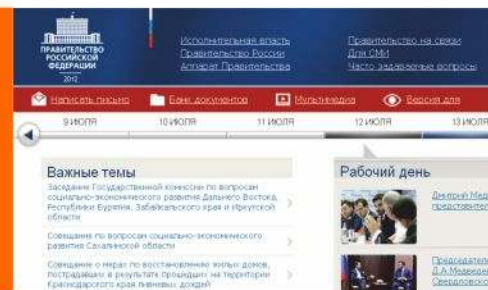 ПРАВИТЕЛЬСТВО
РОССИЙСКОЙ
ФЕДЕРАЦИИ
2012
Исполнительная власть
Правительство России
Аппарат Правительства
Правительство на связи
Для СМИ
Часто задаваемые вопросы
Написать письмо
Банк документов
Мультимедиа
Версия для
9 ИЮЛЯ
10 ИЮЛЯ
11 ИЮЛЯ
12 ИЮЛЯ
13 ИЮЛЯ
Важные темы
Заседание Государственной комиссии по вопросам
социально-экономического развития Дальнего Востока,
Республики Бурятия, Забайкальского края и Иркутской
области
Совещание по вопросам социально-экономического
развития Сахалинской области
Совещание о мерах по восстановлению жилых домов,
пострадавших в результате прошедших на территории
Краснодарского края ливневых дождей
Рабочий день
Дмитрий Мед
представител
Председател
Д.А.Медведе
Свердловско